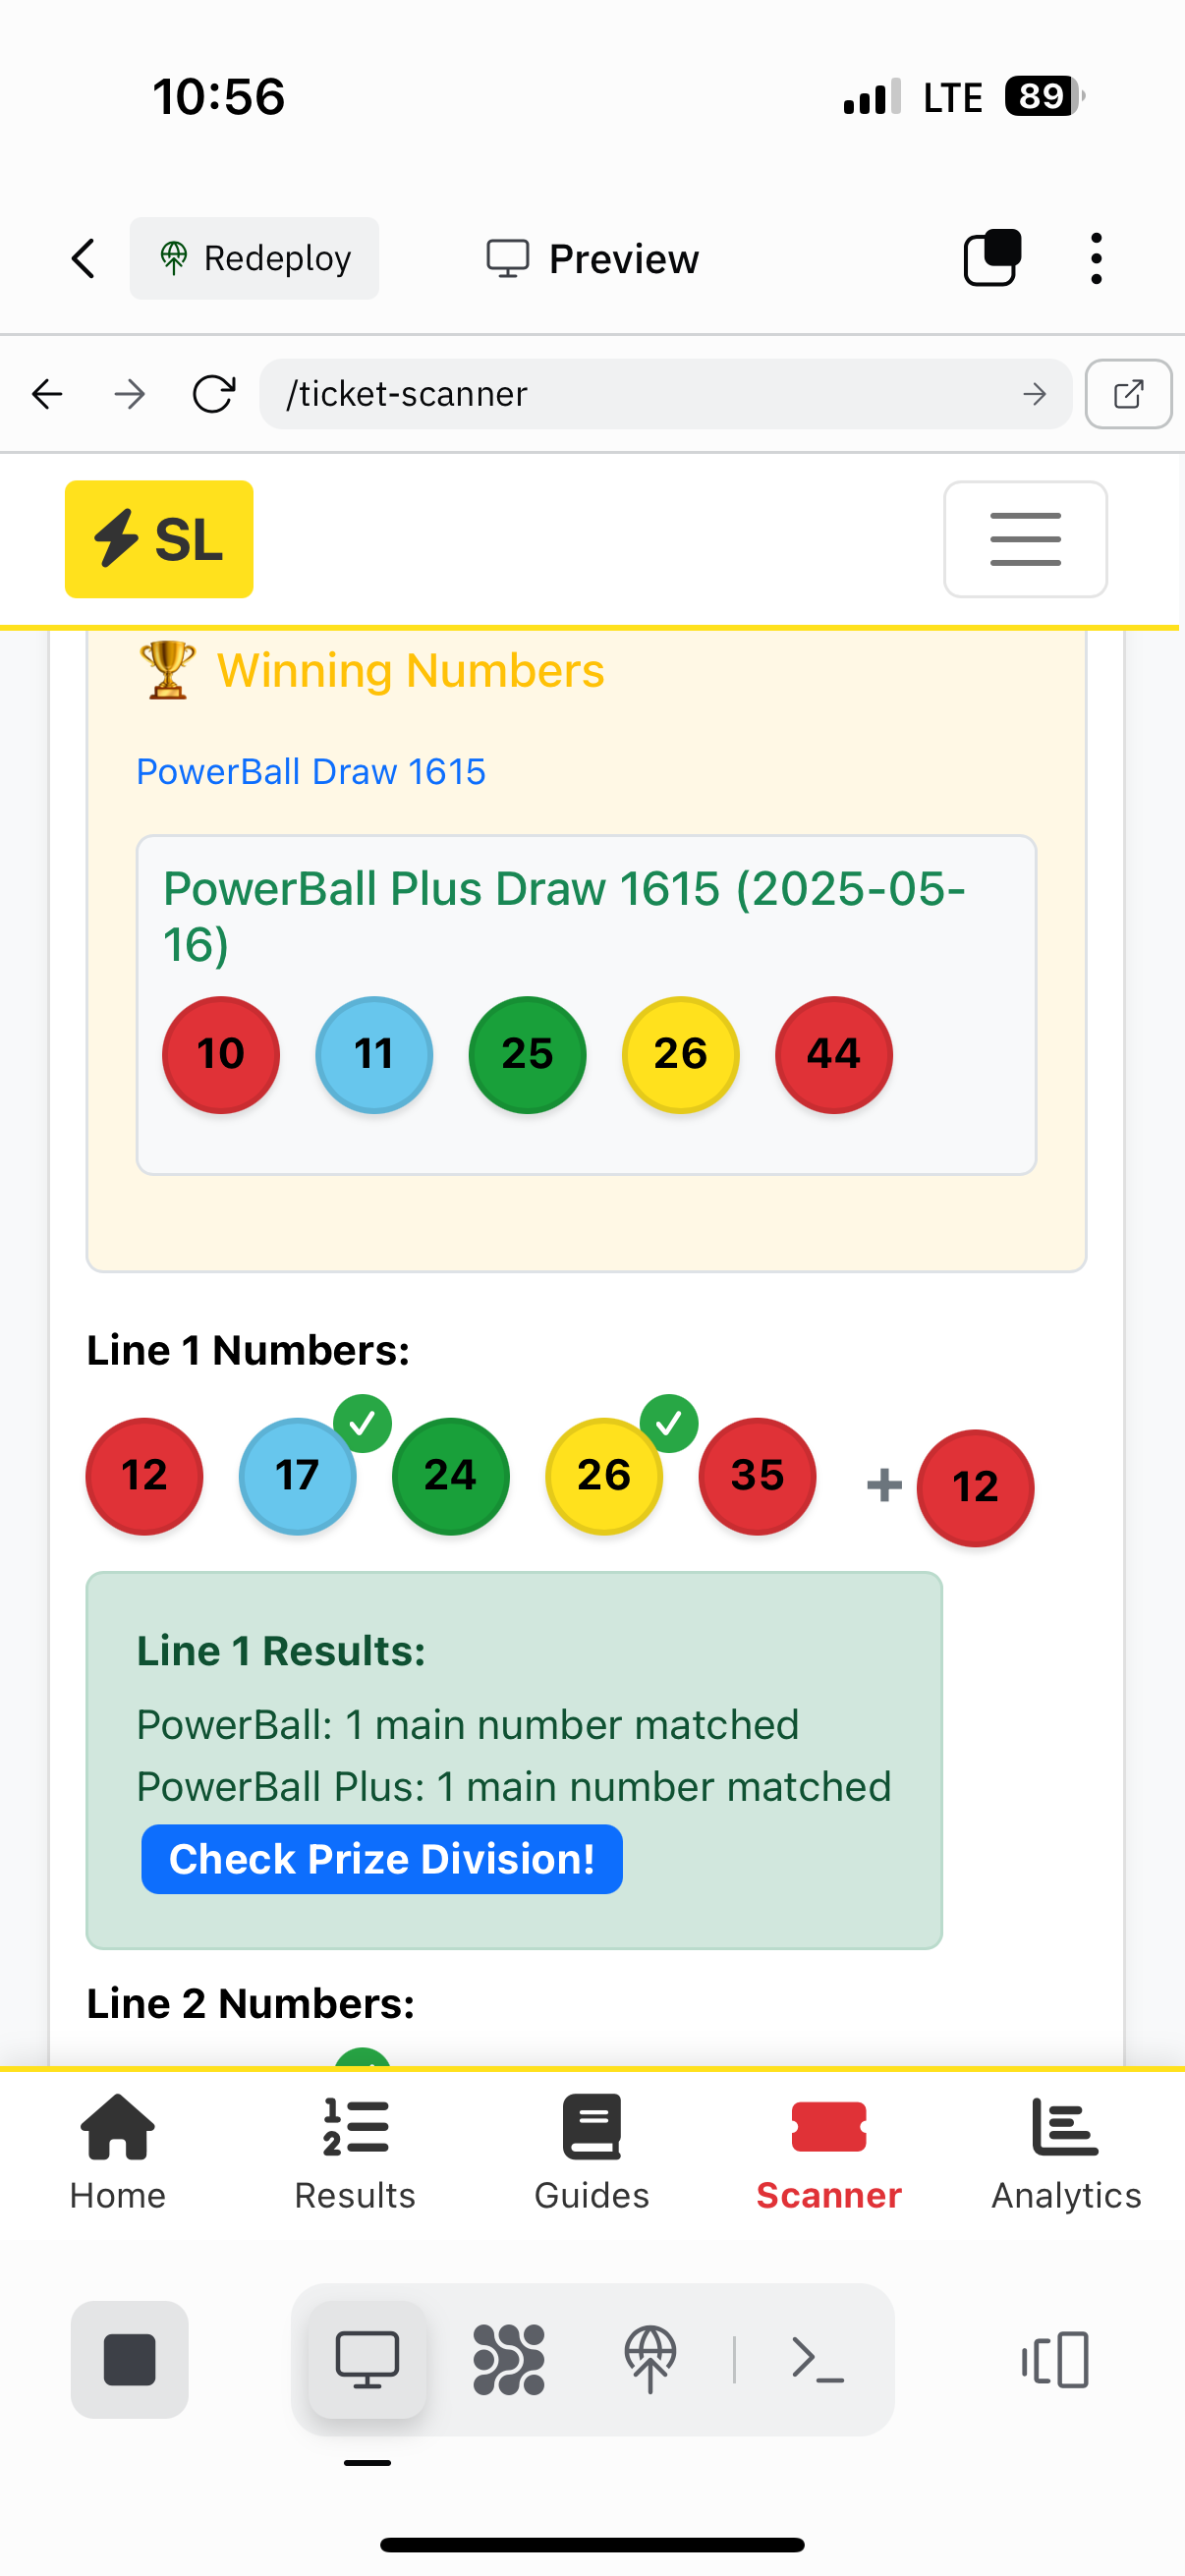 10:56 LTE 89
Redeploy Preview
/ticket-scanner
SL
🏆 Winning Numbers
PowerBall Draw 1615
PowerBall Plus Draw 1615 (2025-05-
16)
10 11 25 26 44
Line 1 Numbers:
12 17 24 26 35 + 12
Line 1 Results:
PowerBall: 1 main number matched
PowerBall Plus: 1 main number matched
Check Prize Division!
Line 2 Numbers:
Home Results Guides Scanner Analytics